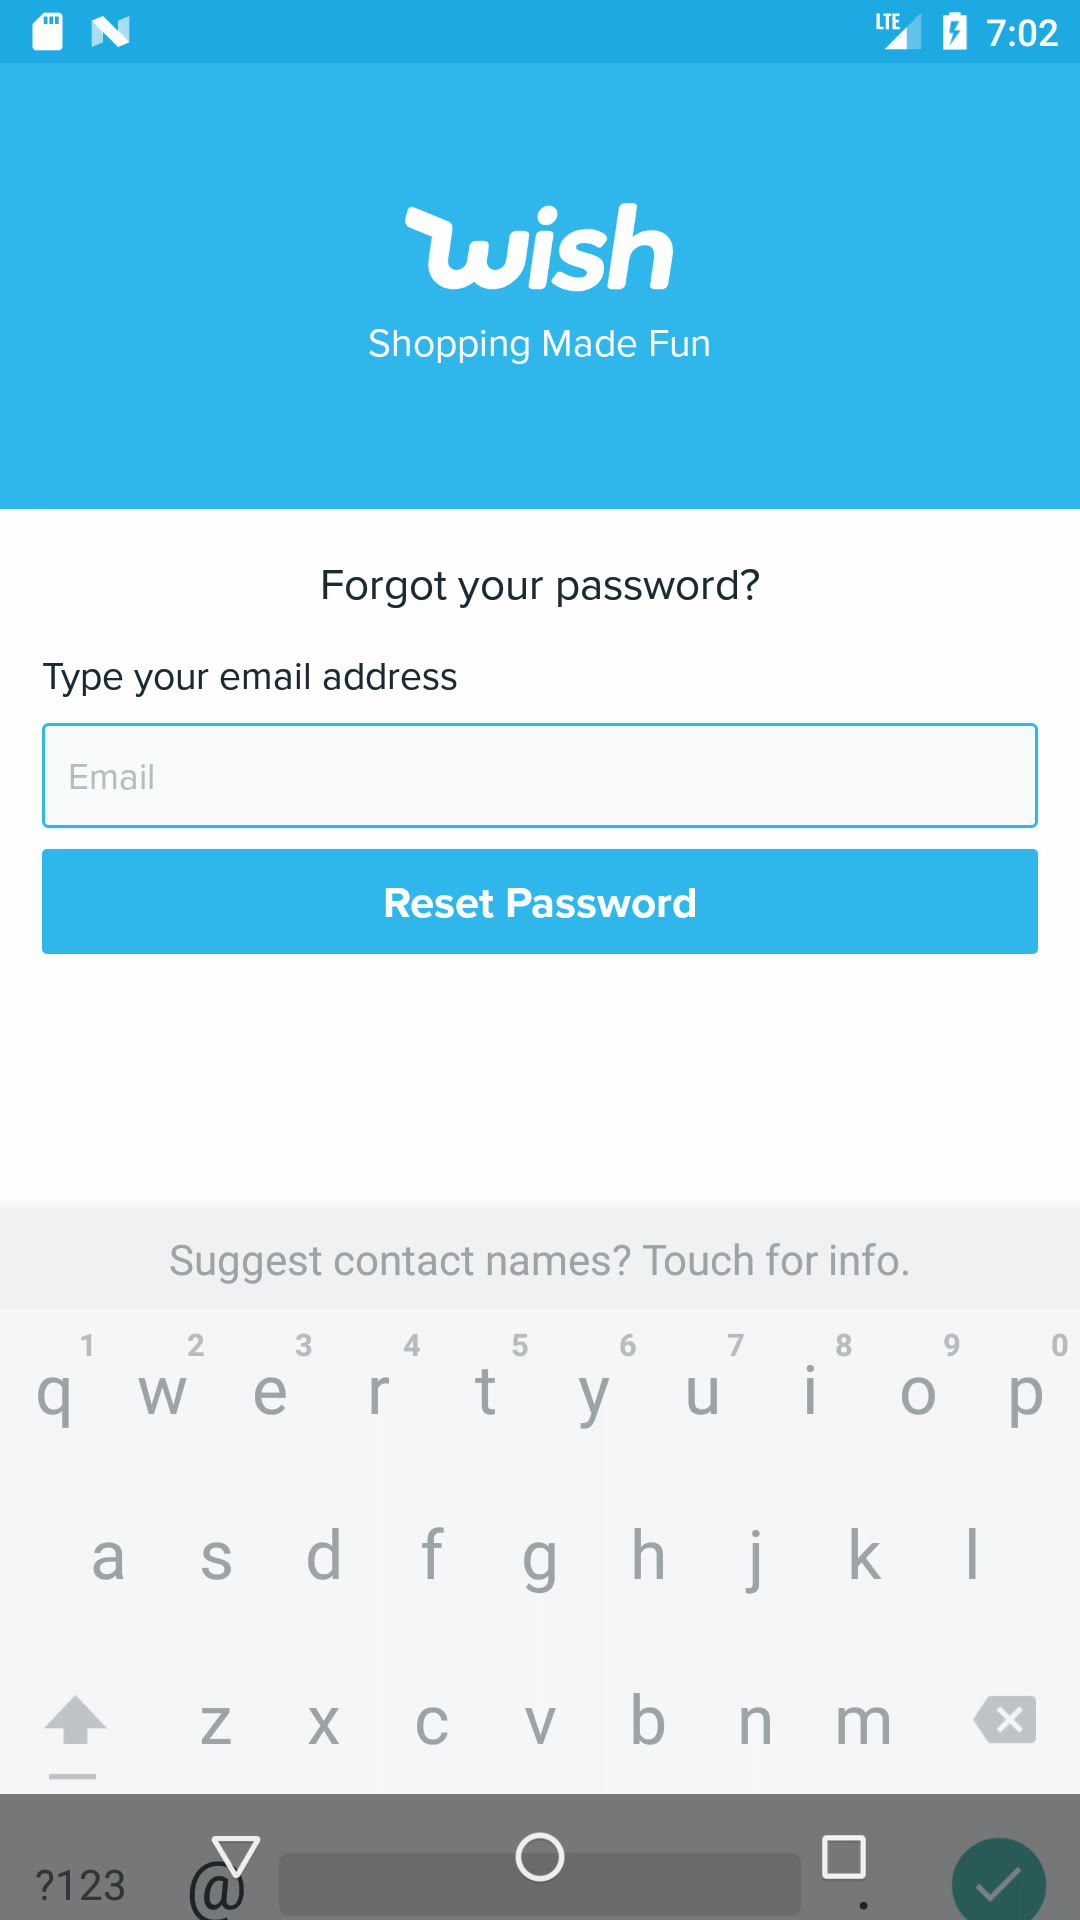 LTE 7:02
wish
Shopping Made Fun
Forgot your password?
Type your email address
Email
Reset Password
Suggest contact names? Touch for info.
1 2 3 4 5 6 7 8 9 0
q w e r t y u i o p
a s d f g h j k l
z x c v b n m
?123 @ .